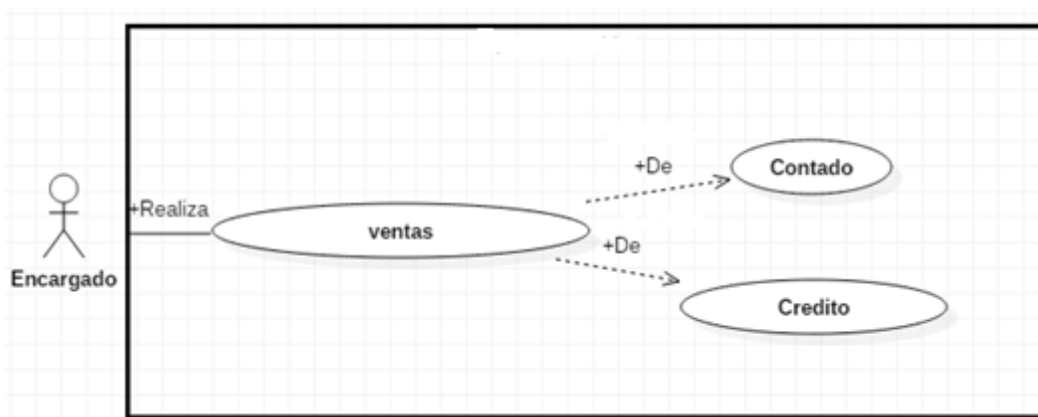 +De
Contado
+Realiza
ventas
+De
Encargado
Credito